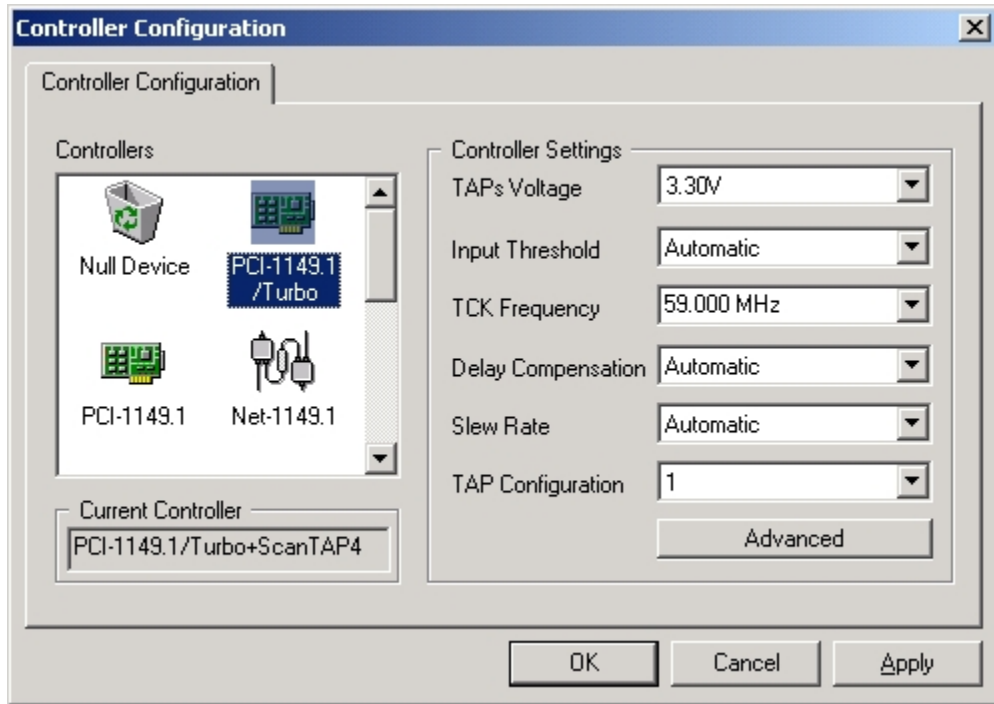 Controller Configuration
Controller Configuration
Controllers
Null Device
PCI-1149.1
/Turbo
PCI-1149.1
Net-1149.1
Current Controller
PCI-1149.1/Turbo+ScanTAP4
Controller Settings
TAPs Voltage
3.30V
Input Threshold
Automatic
TCK Frequency
59.000 MHz
Delay Compensation
Automatic
Slew Rate
Automatic
TAP Configuration
1
Advanced
OK
Cancel
Apply